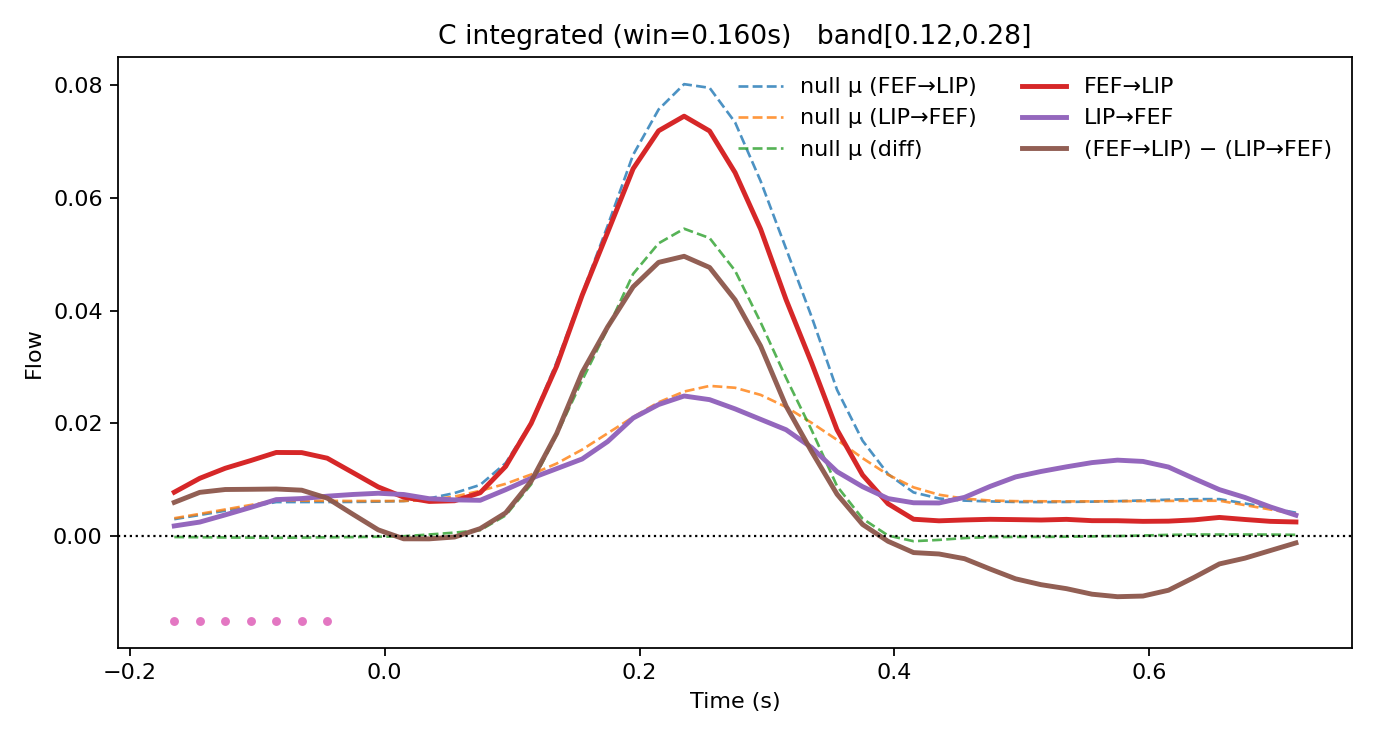 C integrated (win=0.160s)   band[0.12,0.28]
null μ (FEF→LIP)
null μ (LIP→FEF)
null μ (diff)
FEF→LIP
LIP→FEF
(FEF→LIP) − (LIP→FEF)
Flow
0.08
0.06
0.04
0.02
0.00
−0.2
0.0
0.2
0.4
0.6
Time (s)